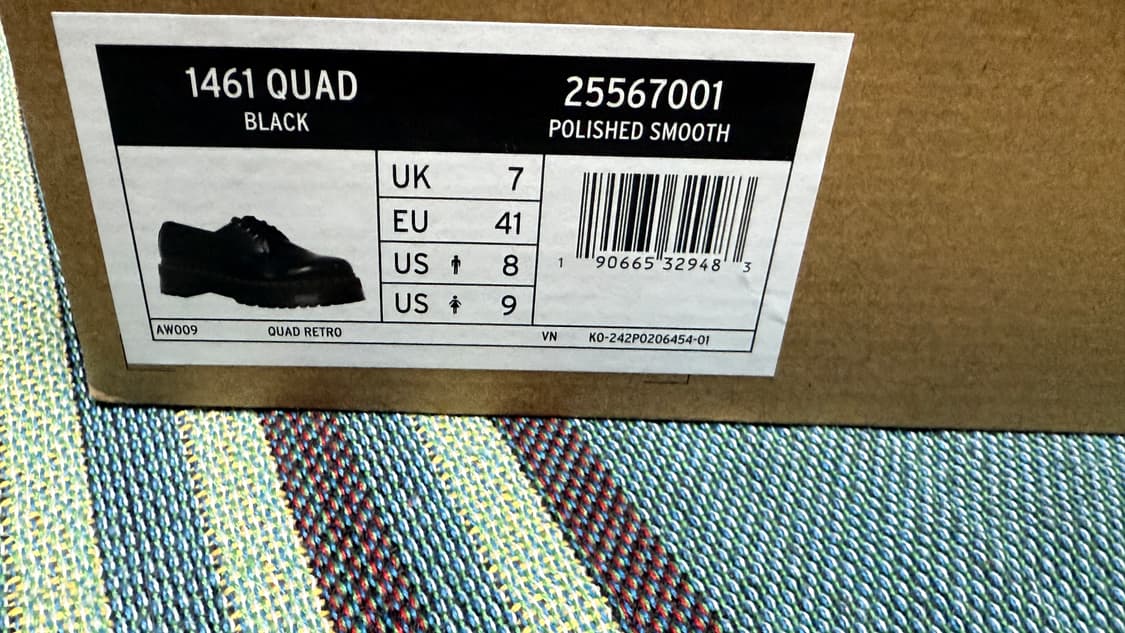 1461 QUAD
BLACK
25567001
POLISHED SMOOTH
UK 7
EU 41
US 8
US 9
1 90665 32948 3
AW009 QUAD RETRO VN KO-242P0206454-01